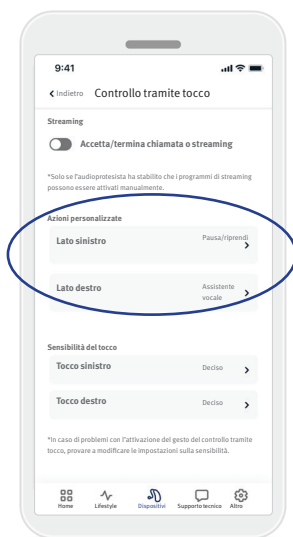 9:41
Indietro Controllo tramite tocco
Streaming
Accetta/termina chiamata o streaming
*Solo se l'audioprotesista ha stabilito che i programmi di streaming
possono essere attivati manualmente.
Azioni personalizzate
Lato sinistro Pausa/riprendi
Lato destro Assistente
vocale
Sensibilità del tocco
Tocco sinistro Deciso
Tocco destro Deciso
*In caso di problemi con l'attivazione del gesto del controllo tramite
tocco, provare a modificare le impostazioni sulla sensibilità.
Home Lifestyle Dispositivi Supporto tecnico Altro